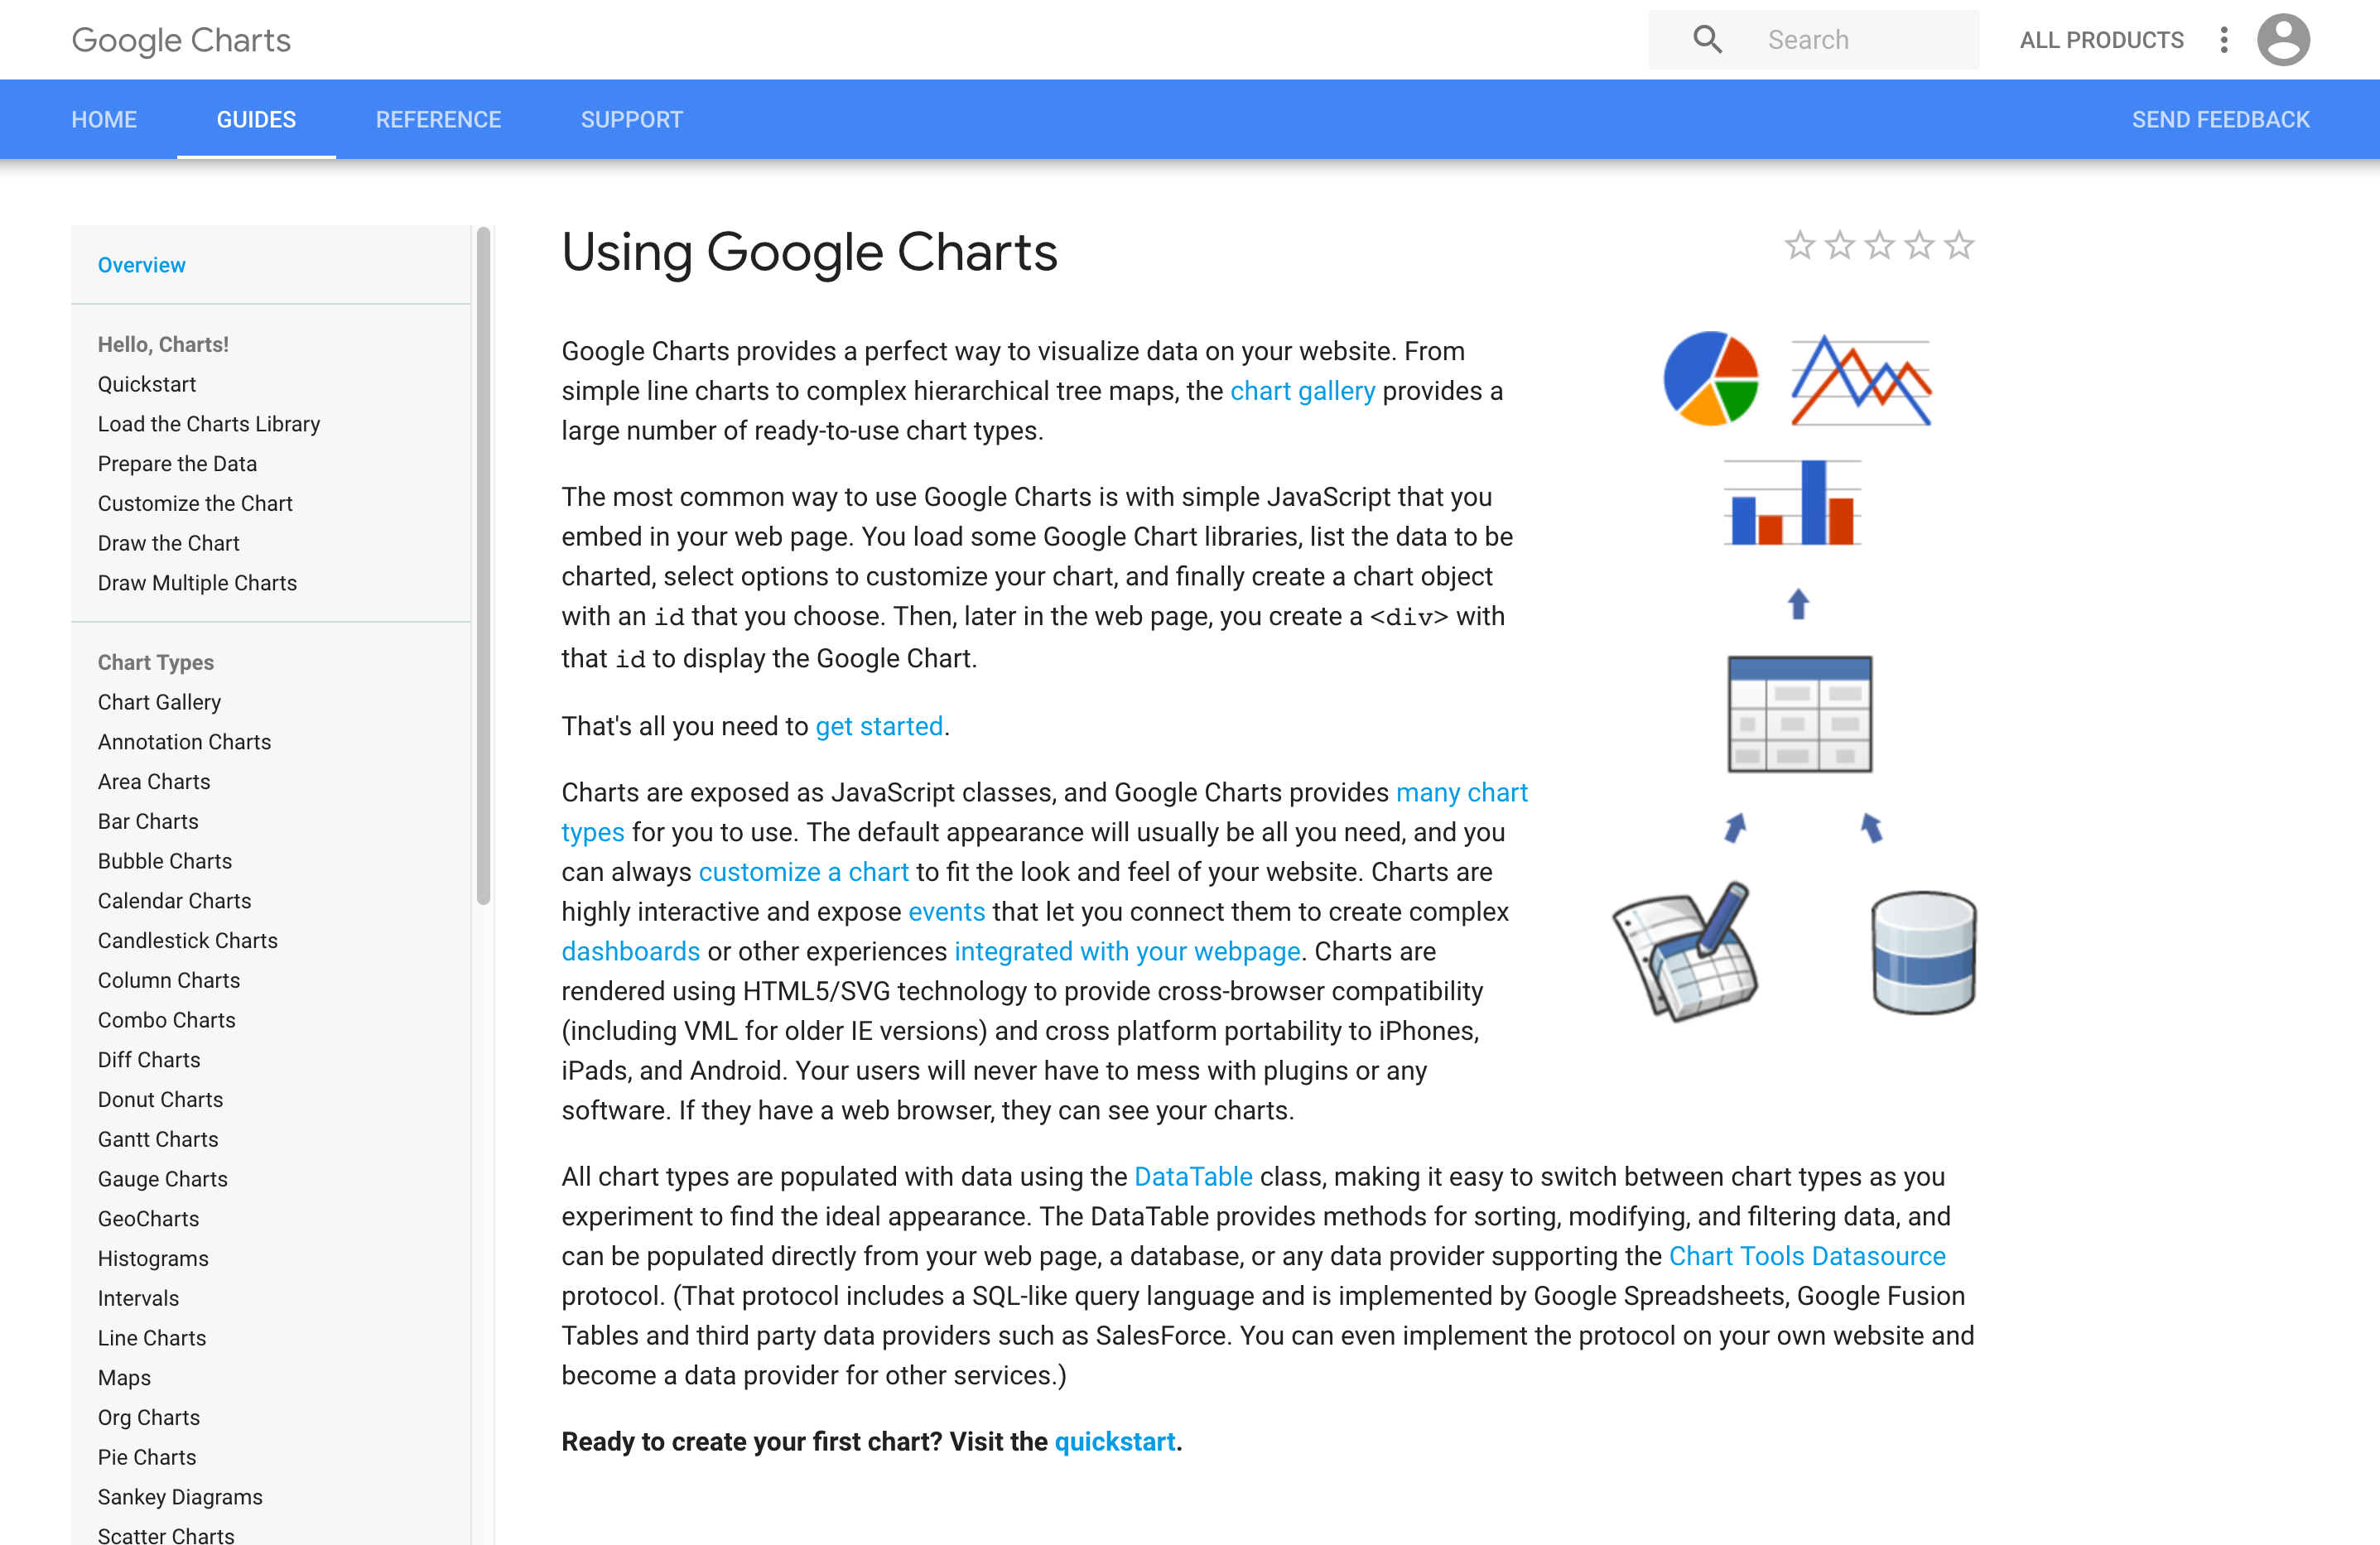 Google Charts
Search
ALL PRODUCTS
HOME
GUIDES
REFERENCE
SUPPORT
SEND FEEDBACK
Overview
Hello, Charts!
Quickstart
Load the Charts Library
Prepare the Data
Customize the Chart
Draw the Chart
Draw Multiple Charts
Chart Types
Chart Gallery
Annotation Charts
Area Charts
Bar Charts
Bubble Charts
Calendar Charts
Candlestick Charts
Column Charts
Combo Charts
Diff Charts
Donut Charts
Gantt Charts
Gauge Charts
GeoCharts
Histograms
Intervals
Line Charts
Maps
Org Charts
Pie Charts
Sankey Diagrams
Scatter Charts
Using Google Charts
Google Charts provides a perfect way to visualize data on your website. From
simple line charts to complex hierarchical tree maps, the chart gallery provides a
large number of ready-to-use chart types.
The most common way to use Google Charts is with simple JavaScript that you
embed in your web page. You load some Google Chart libraries, list the data to be
charted, select options to customize your chart, and finally create a chart object
with an id that you choose. Then, later in the web page, you create a <div> with
that id to display the Google Chart.
That's all you need to get started.
Charts are exposed as JavaScript classes, and Google Charts provides many chart
types for you to use. The default appearance will usually be all you need, and you
can always customize a chart to fit the look and feel of your website. Charts are
highly interactive and expose events that let you connect them to create complex
dashboards or other experiences integrated with your webpage. Charts are
rendered using HTML5/SVG technology to provide cross-browser compatibility
(including VML for older IE versions) and cross platform portability to iPhones,
iPads, and Android. Your users will never have to mess with plugins or any
software. If they have a web browser, they can see your charts.
All chart types are populated with data using the DataTable class, making it easy to switch between chart types as you
experiment to find the ideal appearance. The DataTable provides methods for sorting, modifying, and filtering data, and
can be populated directly from your web page, a database, or any data provider supporting the Chart Tools Datasource
protocol. (That protocol includes a SQL-like query language and is implemented by Google Spreadsheets, Google Fusion
Tables and third party data providers such as SalesForce. You can even implement the protocol on your own website and
become a data provider for other services.)
Ready to create your first chart? Visit the quickstart.